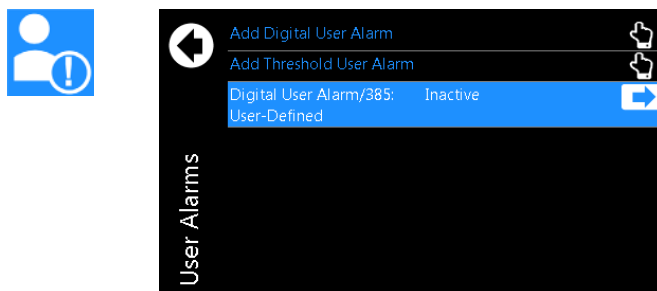 Add Digital User Alarm
Add Threshold User Alarm
Digital User Alarm/385: Inactive
User-Defined
User Alarms